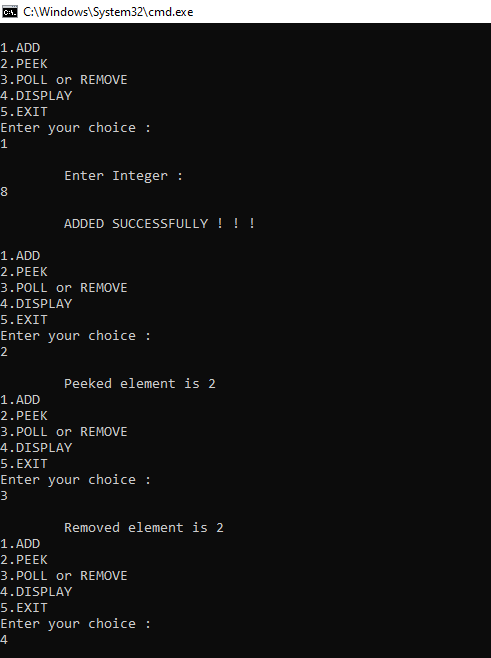 C:\Windows\System32\cmd.exe
1.ADD
2.PEEK
3.POLL or REMOVE
4.DISPLAY
5.EXIT
Enter your choice :
1
Enter Integer :
8
ADDED SUCCESSFULLY ! ! !
1.ADD
2.PEEK
3.POLL or REMOVE
4.DISPLAY
5.EXIT
Enter your choice :
2
Peeked element is 2
1.ADD
2.PEEK
3.POLL or REMOVE
4.DISPLAY
5.EXIT
Enter your choice :
3
Removed element is 2
1.ADD
2.PEEK
3.POLL or REMOVE
4.DISPLAY
5.EXIT
Enter your choice :
4